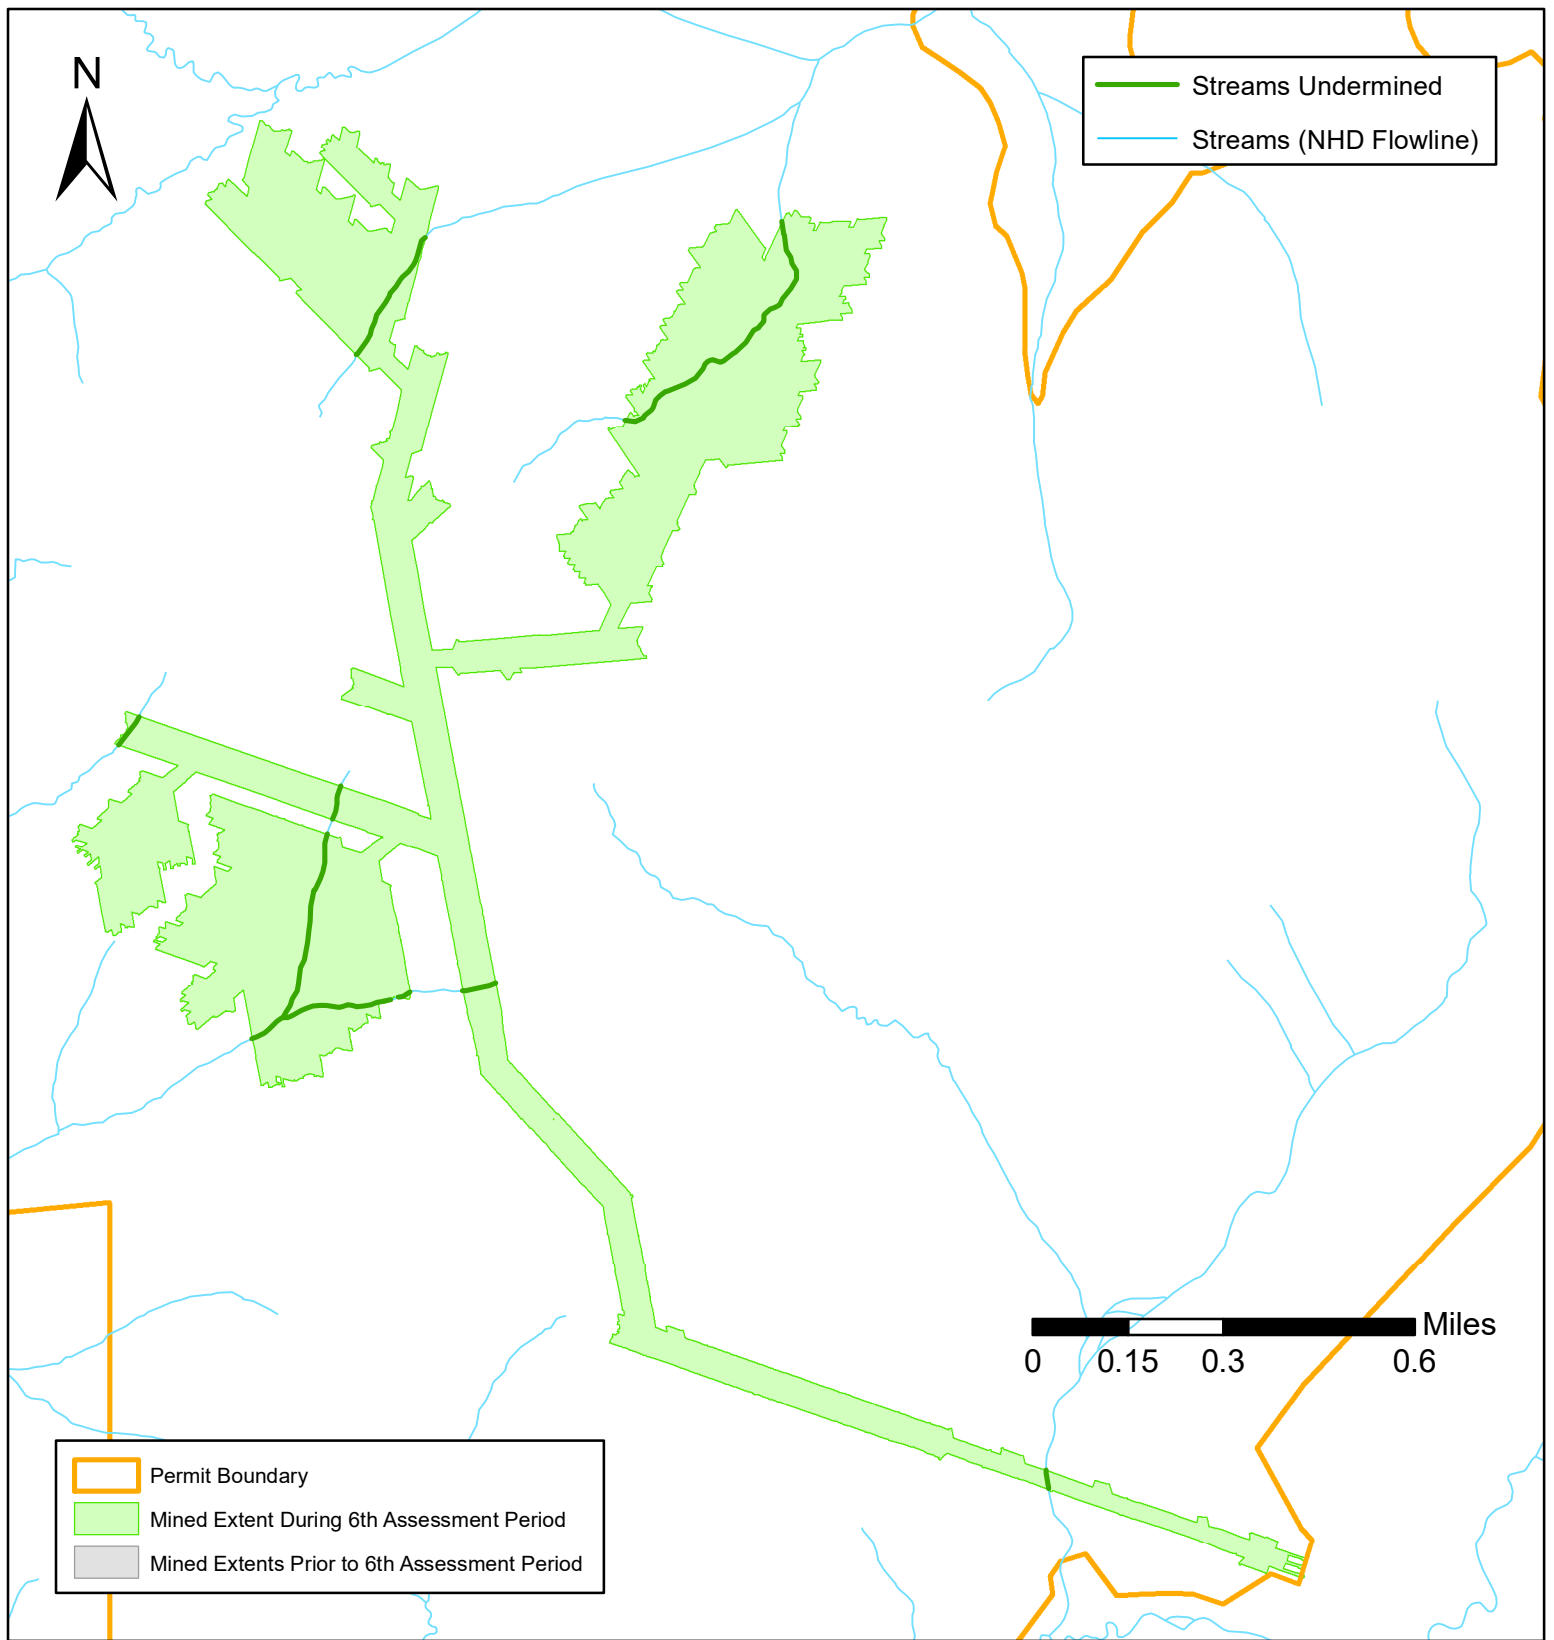 N
Streams Undermined
Streams (NHD Flowline)
Miles
0 0.15 0.3 0.6
Permit Boundary
Mined Extent During 6th Assessment Period
Mined Extents Prior to 6th Assessment Period